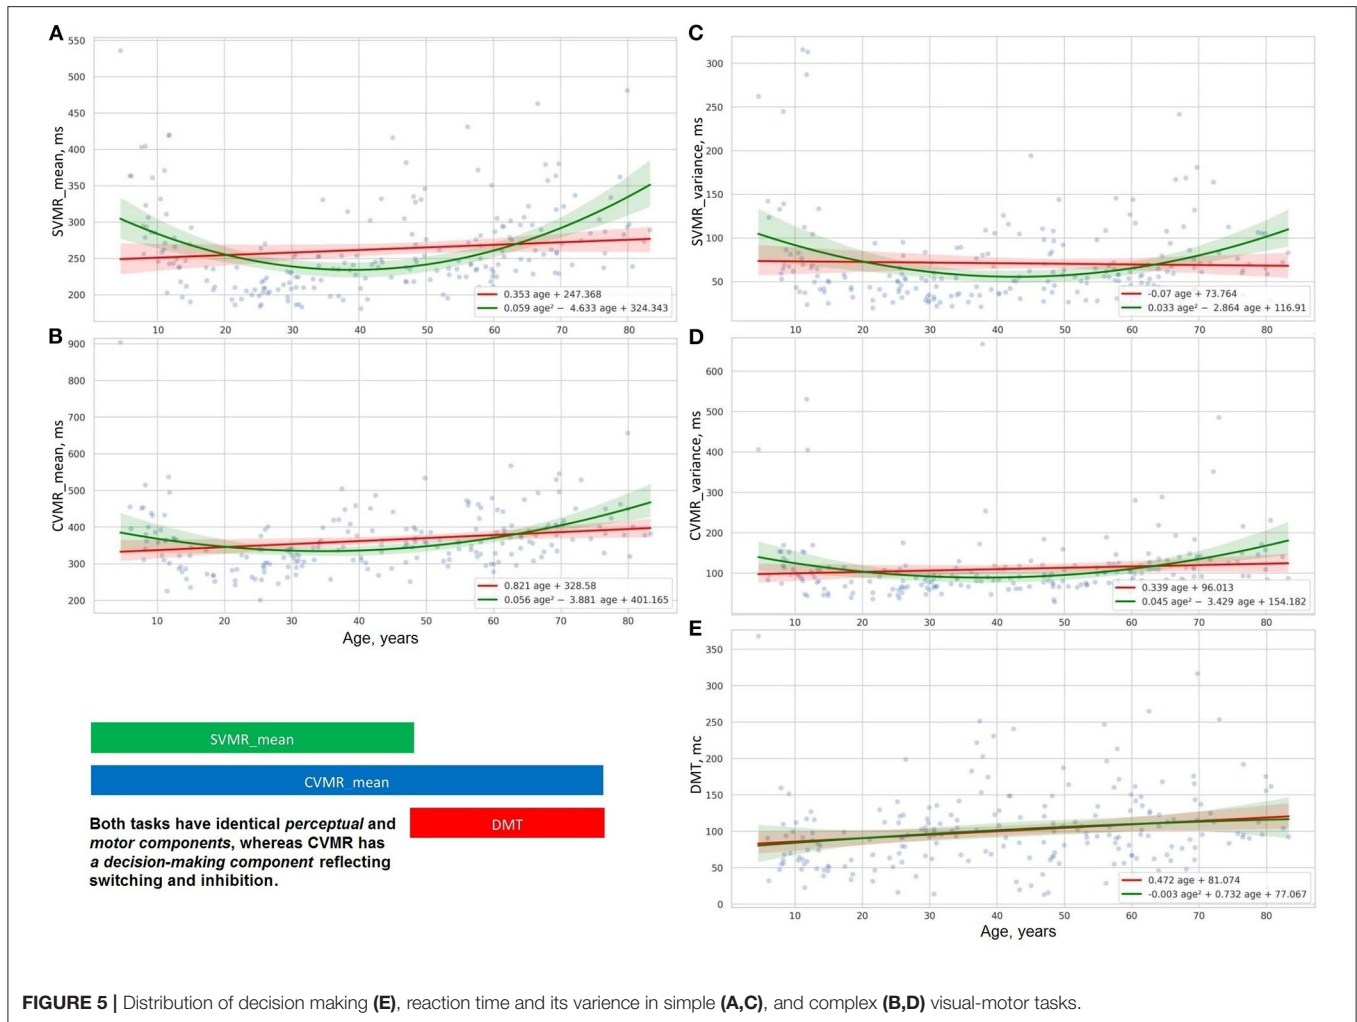 A
SVMR_mean, ms
550
500
450
400
350
300
250
200
10 20 30 40 50 60 70 80
0.353 age + 247.368
0.059 age² − 4.633 age + 324.343
B
CVMR_mean, ms
900
800
700
600
500
400
300
200
10 20 30 40 50 60 70 80
0.821 age + 328.58
0.056 age² − 3.881 age + 401.165
Age, years
C
SVMR_variance, ms
300
250
200
150
100
50
10 20 30 40 50 60 70 80
-0.07 age + 73.764
0.033 age² − 2.864 age + 116.91
D
CVMR_variance, ms
600
500
400
300
200
100
10 20 30 40 50 60 70 80
0.339 age + 96.013
0.045 age² − 3.429 age + 154.182
E
DMT, mc
350
300
250
200
150
100
50
0
10 20 30 40 50 60 70 80
0.472 age + 81.074
-0.003 age² + 0.732 age + 77.067
Age, years
SVMR_mean
CVMR_mean
DMT
Both tasks have identical perceptual and
motor components, whereas CVMR has
a decision-making component reflecting
switching and inhibition.
FIGURE 5 | Distribution of decision making (E), reaction time and its varience in simple (A,C), and complex (B,D) visual-motor tasks.